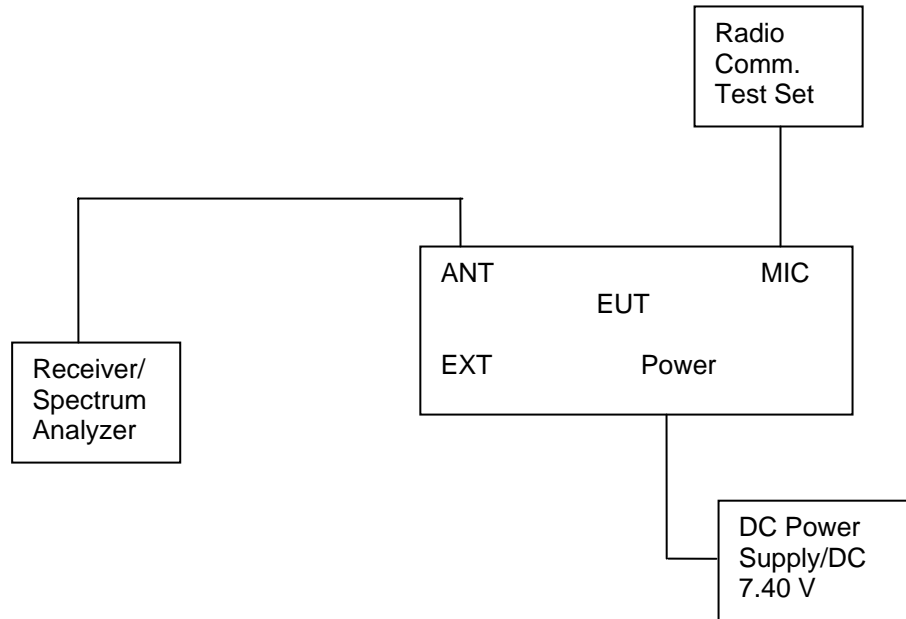 Radio
Comm.
Test Set
ANT
MIC
EUT
EXT
Power
Receiver/
Spectrum
Analyzer
DC Power
Supply/DC
7.40 V